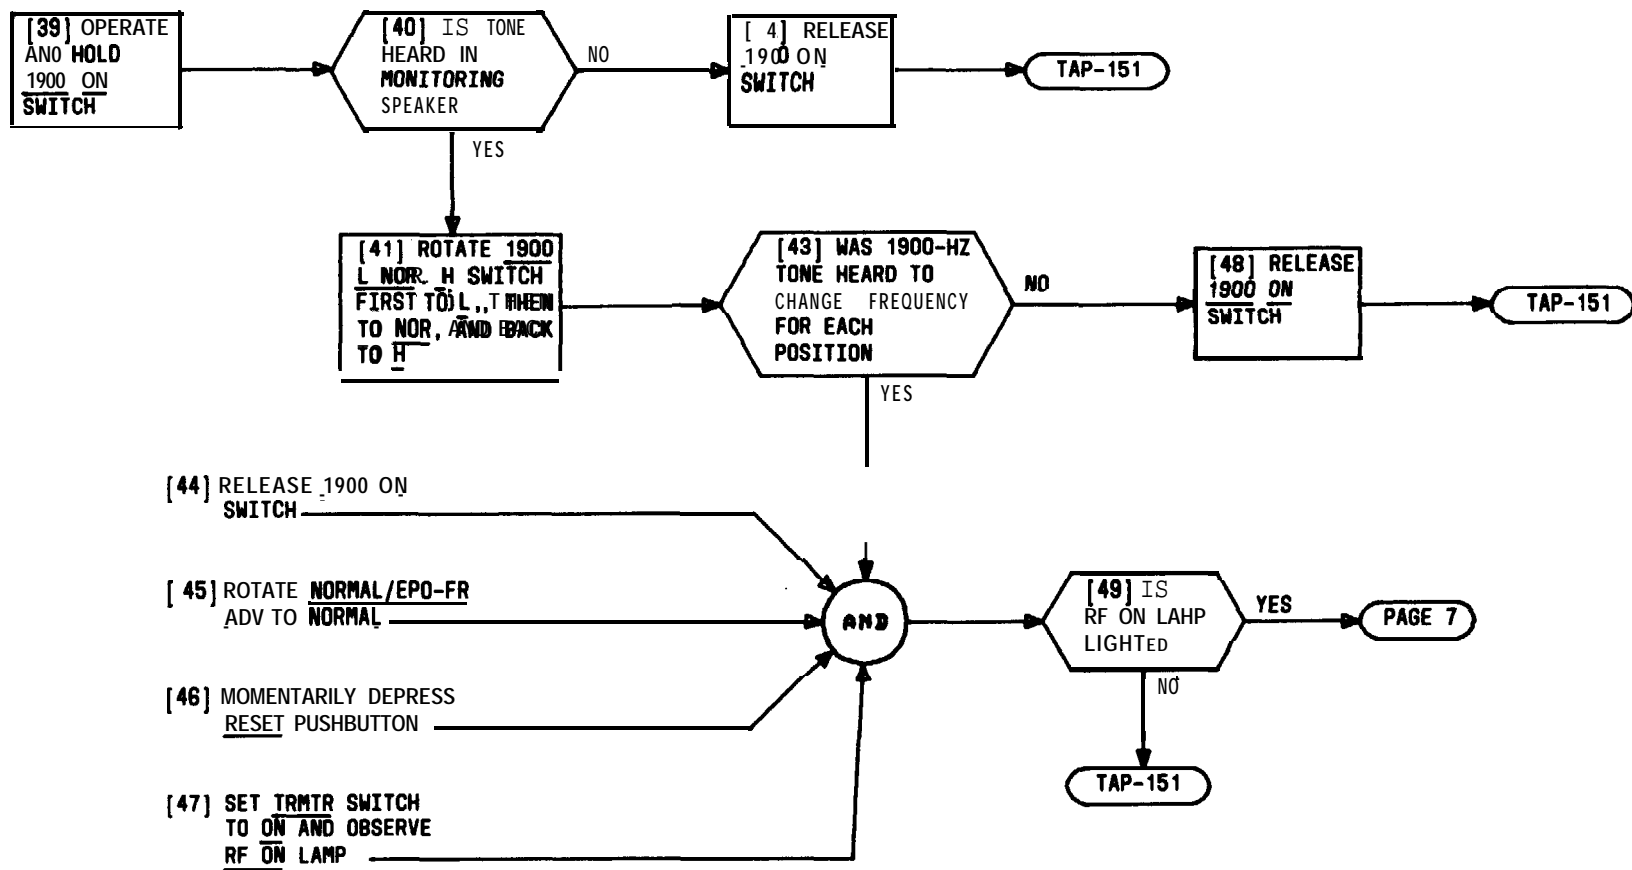 [39] OPERATE
AN0 HOLD
1900 ON
SWITCH
[40] IS TONE
HEARD IN
MONITORING
SPEAKER
NO
[ 4] RELEASE
1900 ON
SWITCH
TAP-151
YES
[41] ROTATE 1900
L NOR H SWITCH
FIRST TO L, THEN
TO NOR, AND BACK
TO H
[43] WAS 1900-HZ
TONE HEARD TO
CHANGE FREQUENCY
FOR EACH
POSITION
NO
[48] RELEASE
1900 ON
SWITCH
TAP-151
YES
[44] RELEASE 1900 ON
SWITCH
[45] ROTATE NORMAL/EPO-FR
ADV TO NORMAL
[46] MOMENTARILY DEPRESS
RESET PUSHBUTTON
[47] SET TRMTR SWITCH
TO ON AND OBSERVE
RF ON LAMP
AND
[49] IS
RF ON LAHP
LIGHTED
YES
PAGE 7
NO
TAP-151